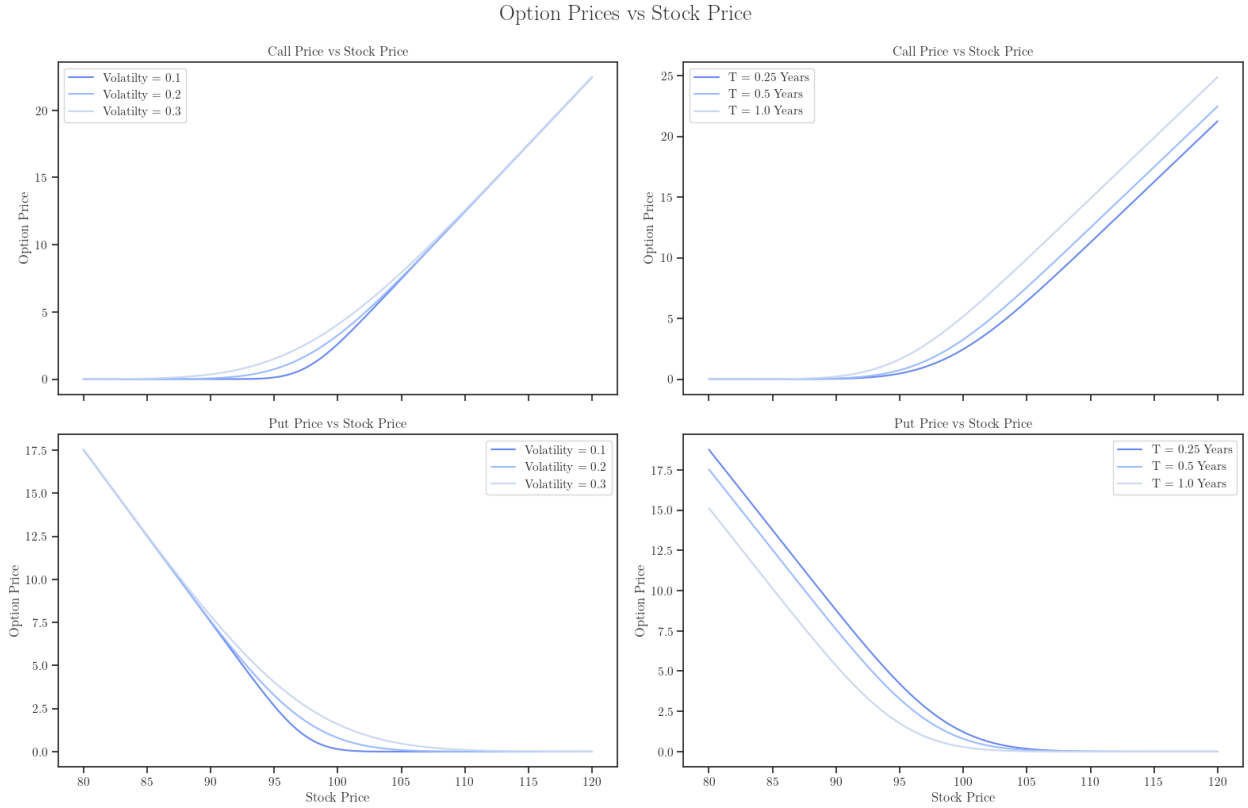 Option Prices vs Stock Price
Call Price vs Stock Price
Volatilty = 0.1
Volatilty = 0.2
Volatilty = 0.3
20
15
10
5
0
Option Price
Call Price vs Stock Price
T = 0.25 Years
T = 0.5 Years
T = 1.0 Years
25
20
15
10
5
0
Option Price
Put Price vs Stock Price
Volatility = 0.1
Volatility = 0.2
Volatility = 0.3
17.5
15.0
12.5
10.0
7.5
5.0
2.5
0.0
Option Price
80 85 90 95 100 105 110 115 120
Stock Price
Put Price vs Stock Price
T = 0.25 Years
T = 0.5 Years
T = 1.0 Years
17.5
15.0
12.5
10.0
7.5
5.0
2.5
0.0
Option Price
80 85 90 95 100 105 110 115 120
Stock Price